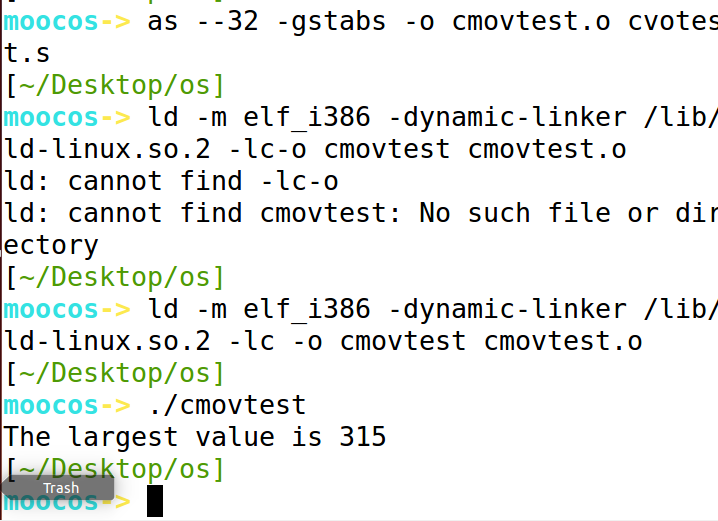 moocos-> as --32 -gstabs -o cmovtest.o cvotes
t.s
[~/Desktop/os]
moocos-> ld -m elf_i386 -dynamic-linker /lib/
ld-linux.so.2 -lc-o cmovtest cmovtest.o
ld: cannot find -lc-o
ld: cannot find cmovtest: No such file or dir
ectory
[~/Desktop/os]
moocos-> ld -m elf_i386 -dynamic-linker /lib/
ld-linux.so.2 -lc -o cmovtest cmovtest.o
[~/Desktop/os]
moocos-> ./cmovtest
The largest value is 315
[~/Desktop/os]
Trash
moocos->